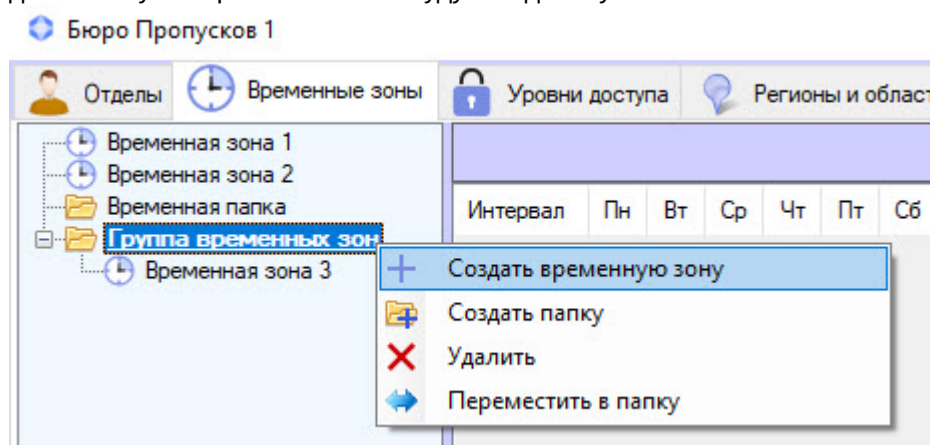 Бюро Пропусков 1
Отделы Временные зоны Уровни доступа Регионы и област
Временная зона 1
Временная зона 2
Временная папка
Группа временных зон
Временная зона 3
Интервал Пн Вт Ср Чт Пт Сб
Создать временную зону
Создать папку
Удалить
Переместить в папку